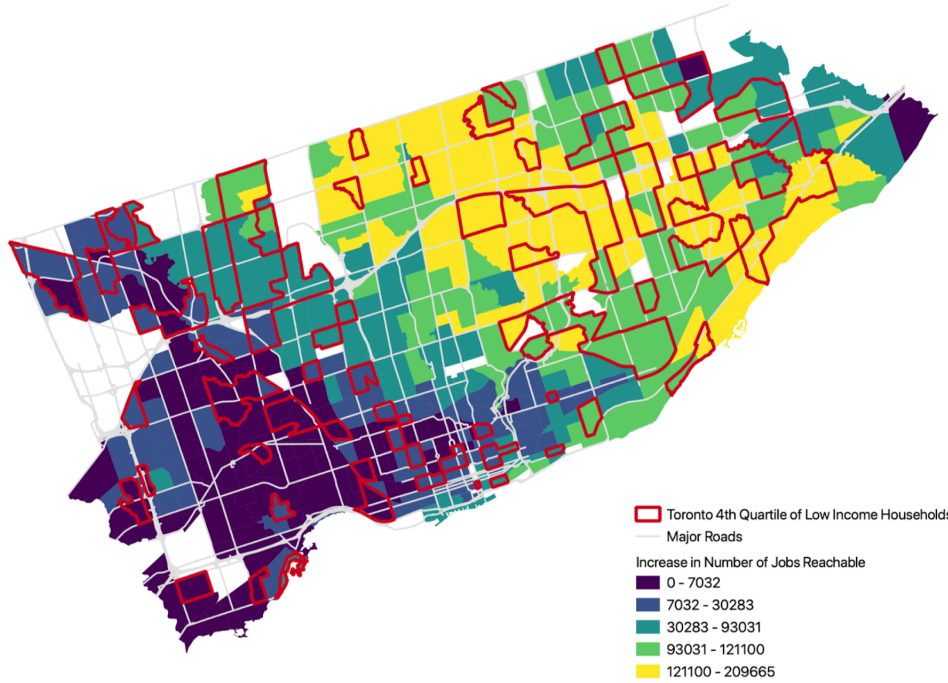 Toronto 4th Quartile of Low Income Households
Major Roads
Increase in Number of Jobs Reachable
0 - 7032
7032 - 30283
30283 - 93031
93031 - 121100
121100 - 209665